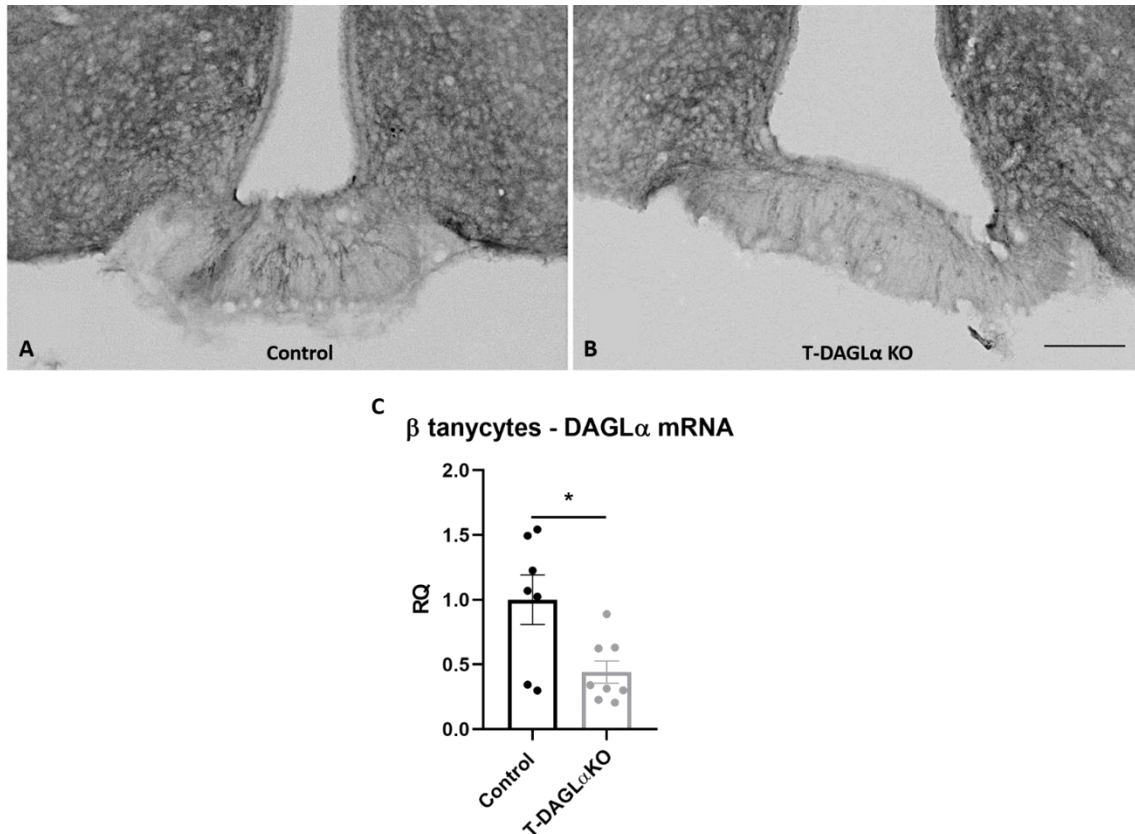 A
Control
B
T-DAGLα KO
C
β tanycytes - DAGLα mRNA
2.0
*
1.5
1.0
0.5
0.0
RQ
Control
T-DAGLαKO